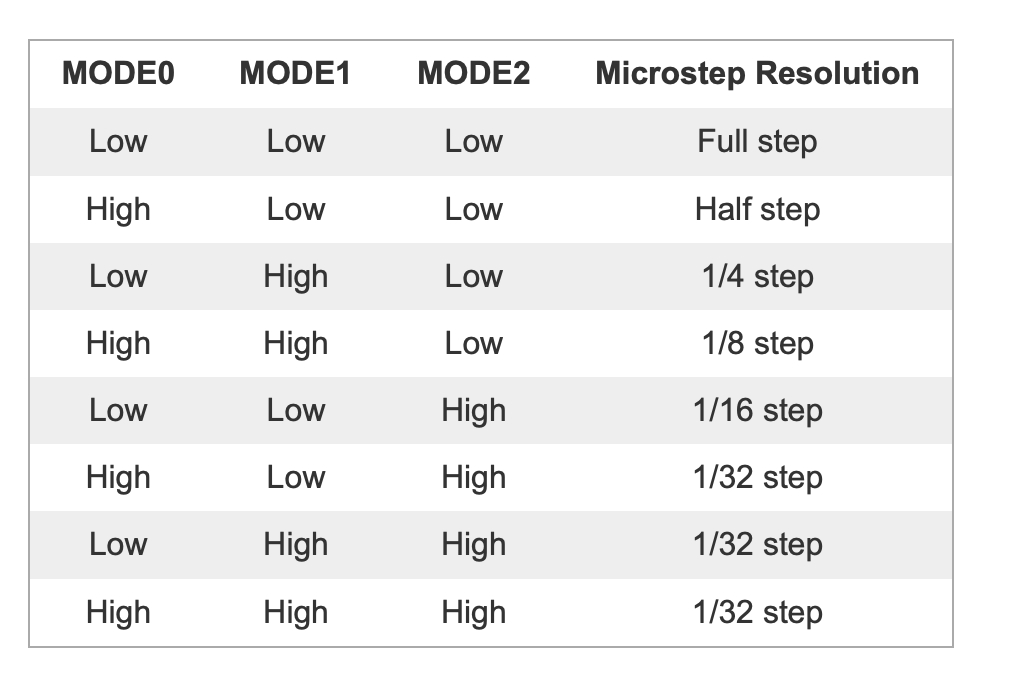 MODE0 MODE1 MODE2 Microstep Resolution
Low Low Low Full step
High Low Low Half step
Low High Low 1/4 step
High High Low 1/8 step
Low Low High 1/16 step
High Low High 1/32 step
Low High High 1/32 step
High High High 1/32 step